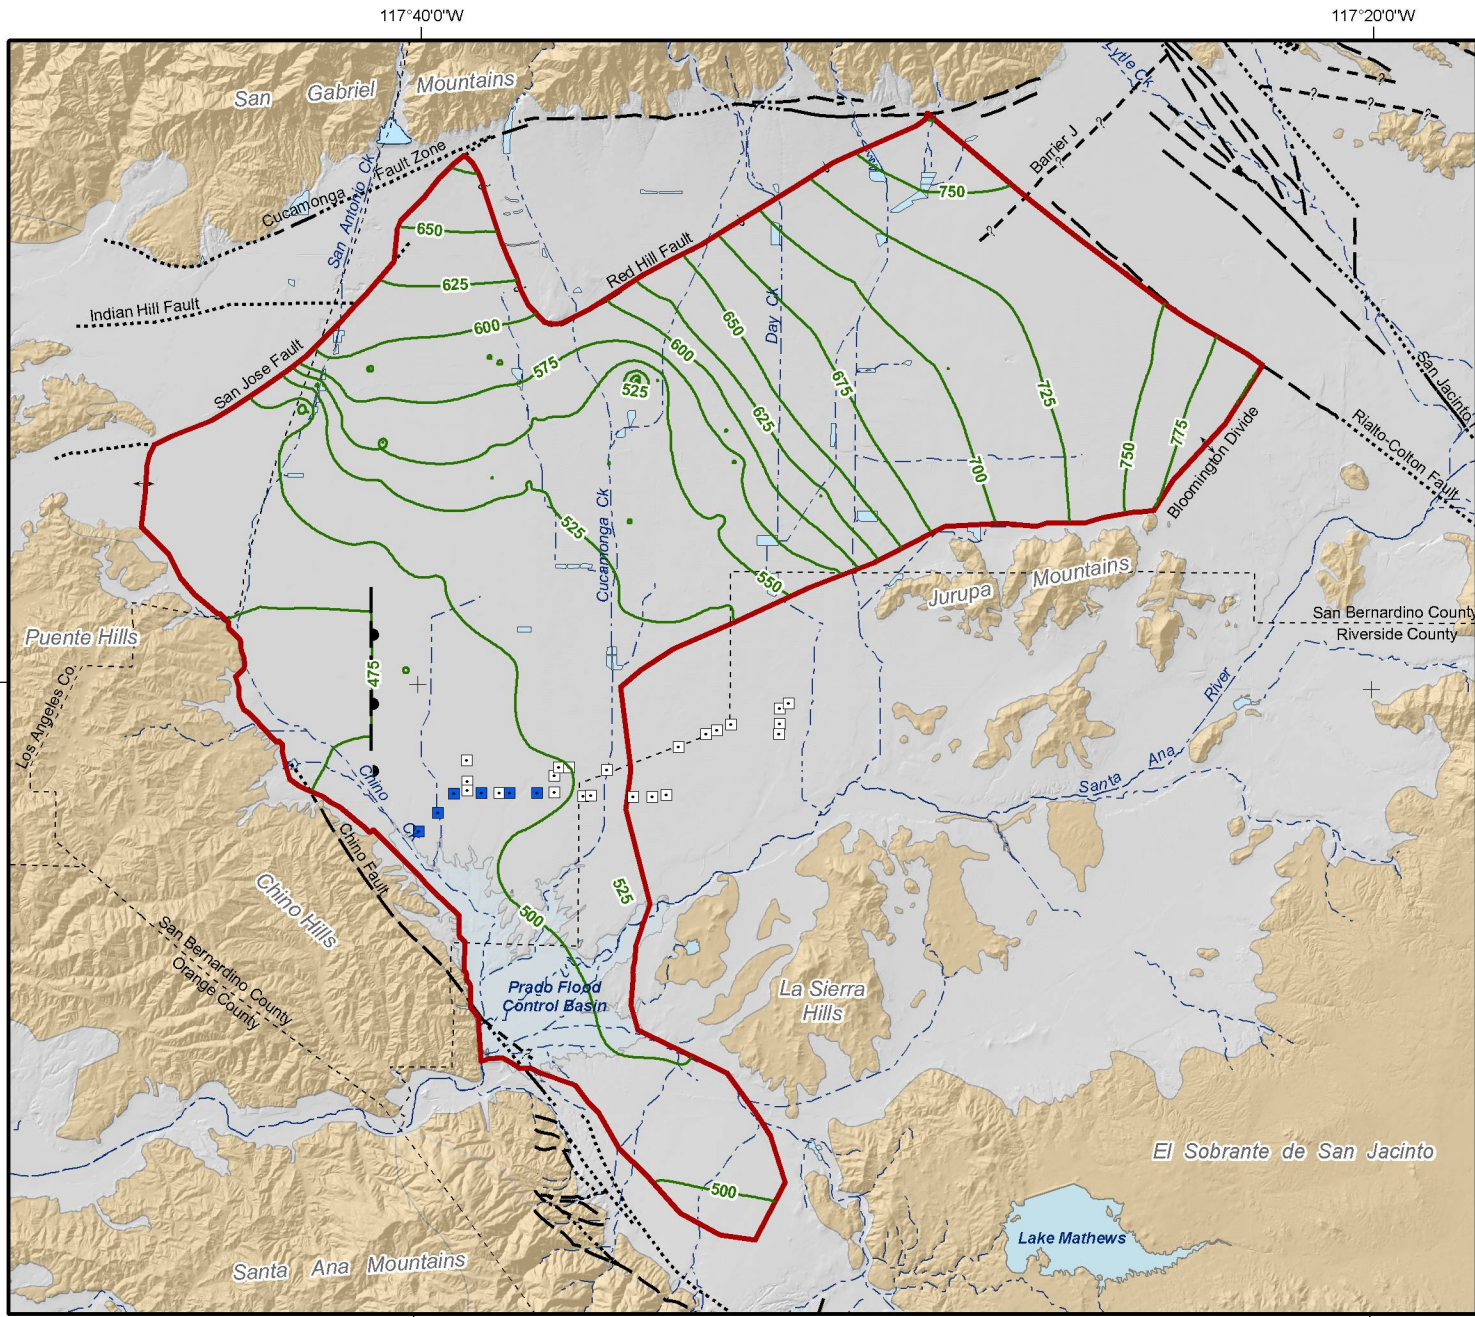 117°40'0"W
117°20'0"W
San Gabriel Mountains
Lytle Ck
Barrier J
Cucamonga Fault Zone
San Antonio Ck
750
650
Red Hill Fault
625
Indian Hill Fault
600
650
Day Ck
575
600
San Jose Fault
San Jacinto
525
675
725
625
775
750
Bloomington Divide
Rialto-Colton Fault
700
525
Cucamonga Ck
550
Jurupa Mountains
San Bernardino County
Riverside County
Puente Hills
475
Los Angeles Co.
River
Santa Ana
Chino
Ck
Chino Fault
525
Chino Hills
500
San Bernardino County
Orange County
Prado Flood
Control Basin
La Sierra
Hills
El Sobrante de San Jacinto
500
Lake Mathews
Santa Ana Mountains
?
?
?
?
?
?